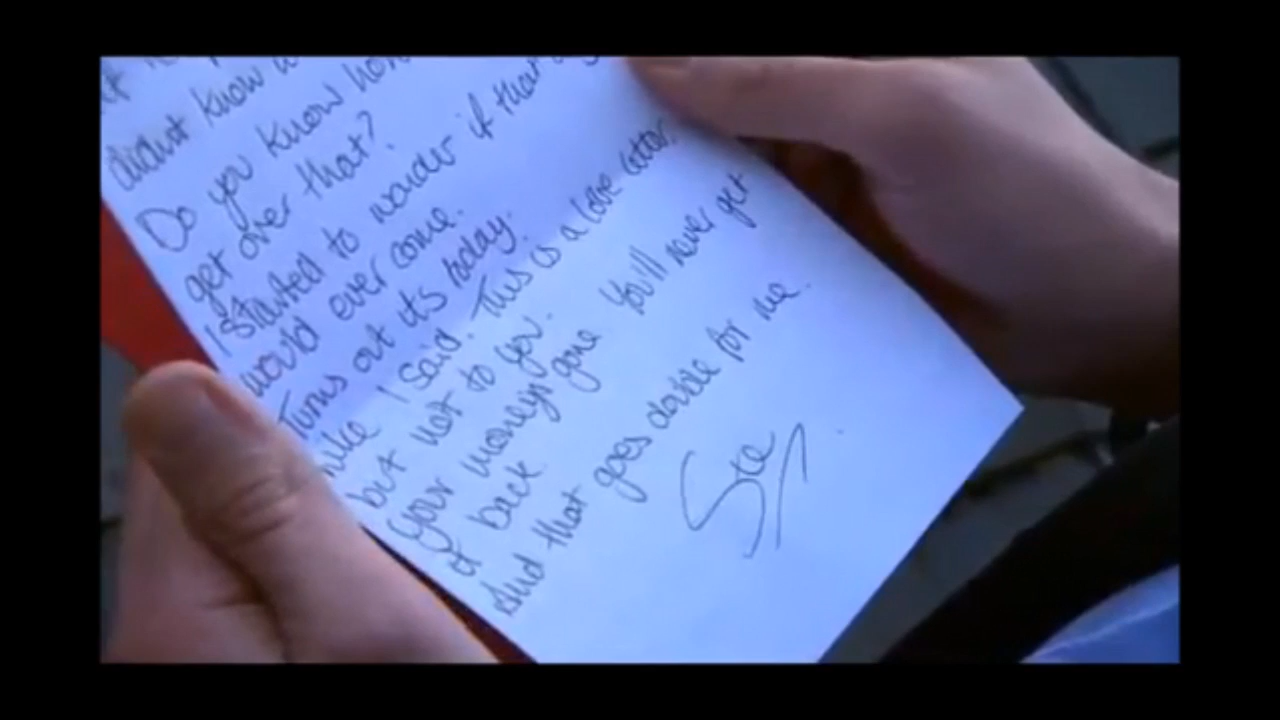 didnt know
Do you know how
get over that?
I started to wonder if that
would ever come.
Turns out it's today.
like I said. This is a love letter.
but not to you.
Your money's gone You'll never get
it back.
And that goes double for me.
Ste